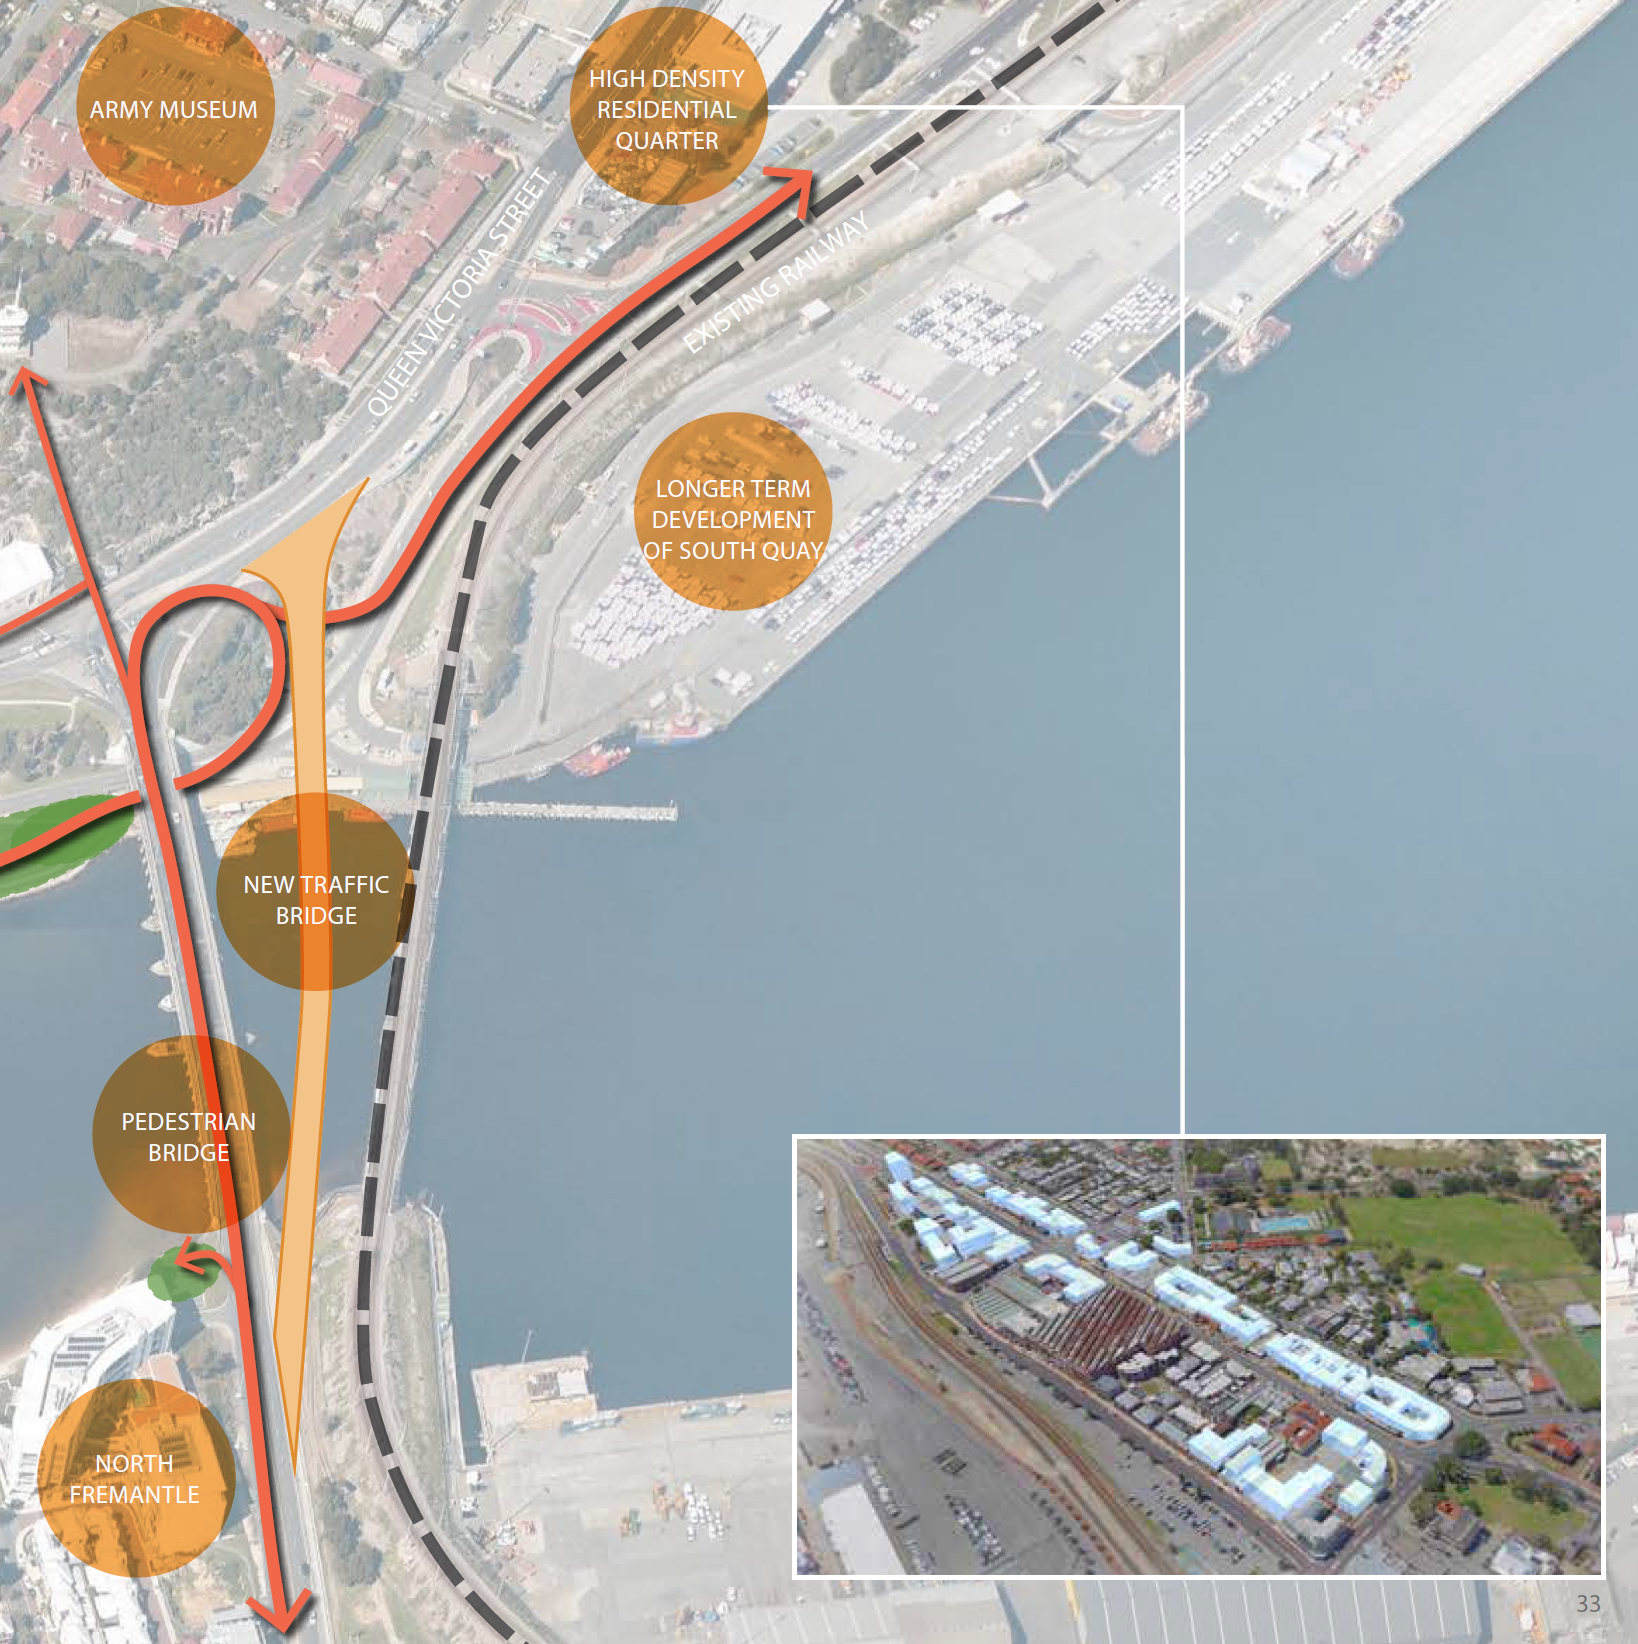 ARMY MUSEUM
HIGH DENSITY
RESIDENTIAL
QUARTER
QUEEN VICTORIA STREET
EXISTING RAILWAY
LONGER TERM
DEVELOPMENT
OF SOUTH QUAY
NEW TRAFFIC
BRIDGE
PEDESTRIAN
BRIDGE
NORTH
FREMANTLE
33